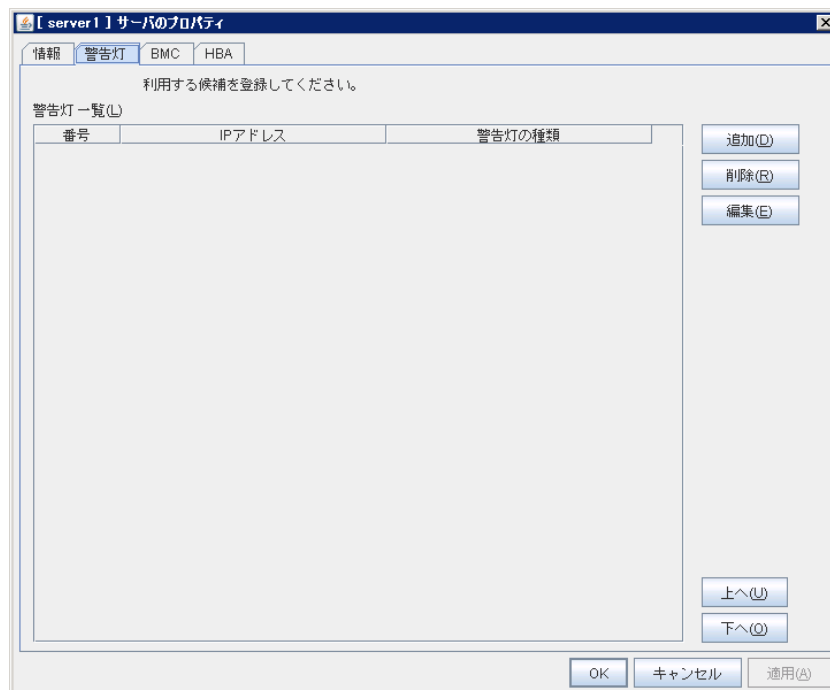 [ server1 ] サーバのプロパティ
情報 警告灯 BMC HBA
利用する候補を登録してください。
警告灯 一覧(L)
番号 IPアドレス 警告灯の種類
追加(D)
削除(R)
編集(E)
上へ(U)
下へ(O)
OK キャンセル 適用(A)